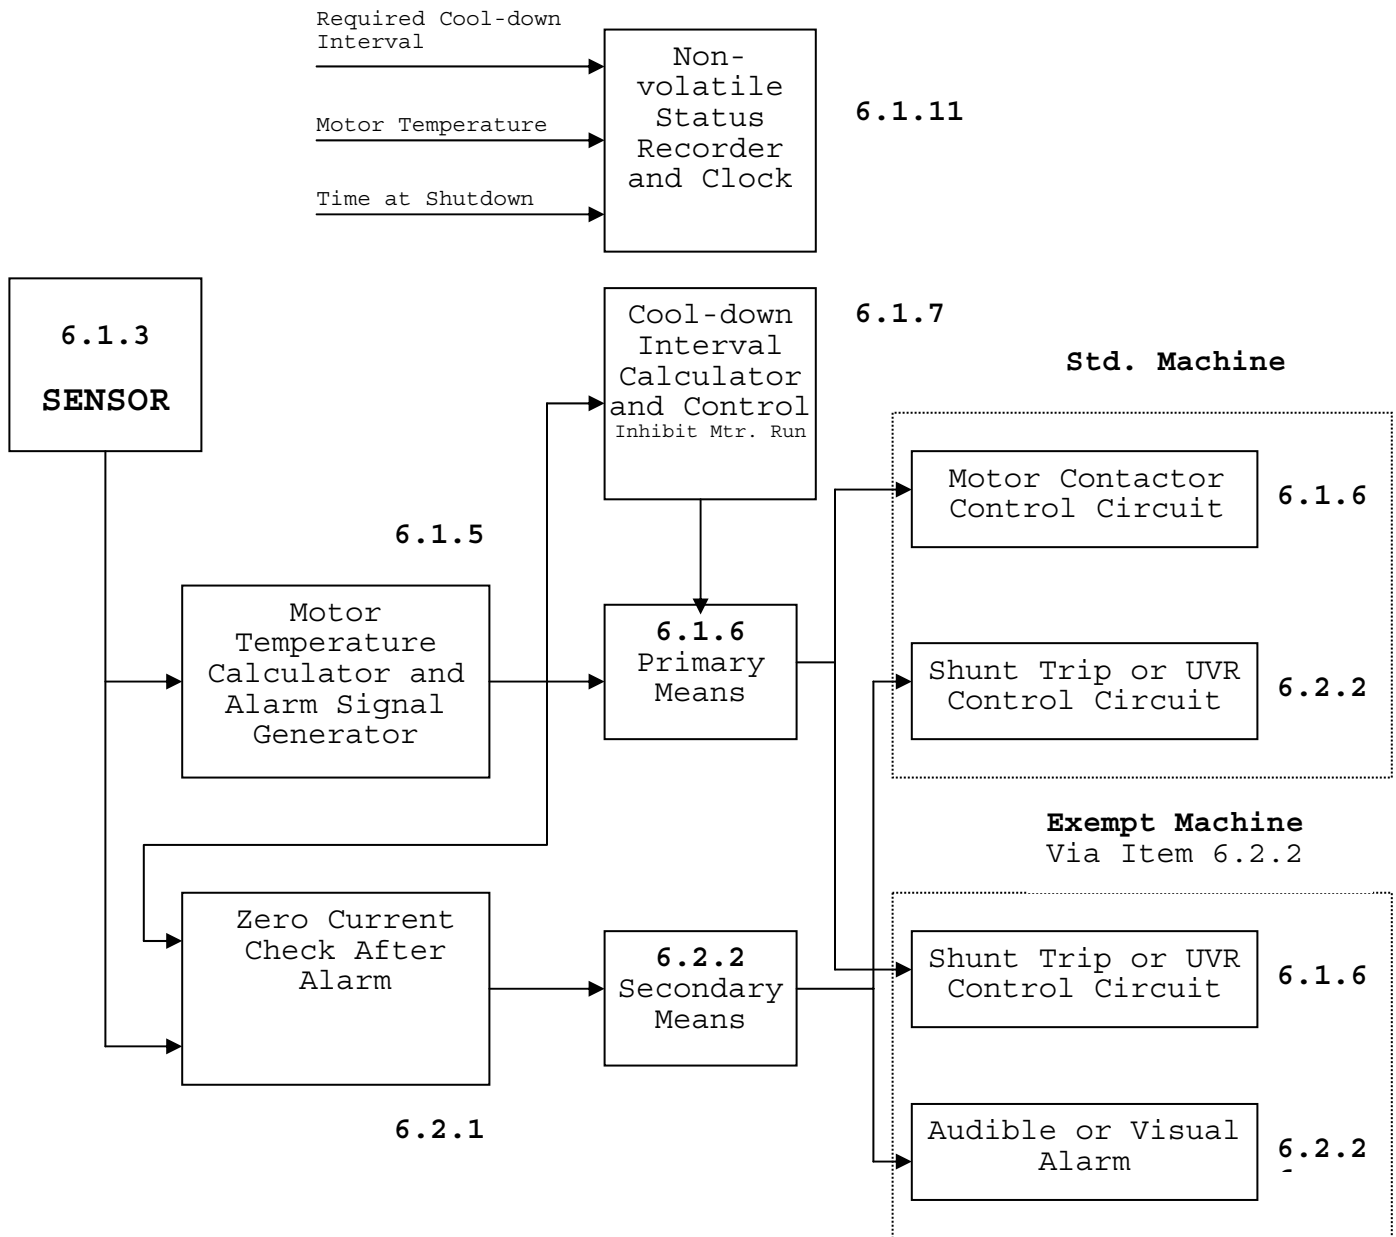 Required Cool-down
Interval
Motor Temperature
Time at Shutdown
Non-
volatile
Status
Recorder
and Clock
6.1.11
6.1.3
SENSOR
Cool-down
Interval
Calculator
and Control
Inhibit Mtr. Run
6.1.7
Std. Machine
Motor Contactor
Control Circuit
6.1.6
6.1.5
Motor
Temperature
Calculator and
Alarm Signal
Generator
6.1.6
Primary
Means
Shunt Trip or UVR
Control Circuit
6.2.2
Exempt Machine
Via Item 6.2.2
Zero Current
Check After
Alarm
6.2.1
6.2.2
Secondary
Means
Shunt Trip or UVR
Control Circuit
6.1.6
Audible or Visual
Alarm
6.2.2